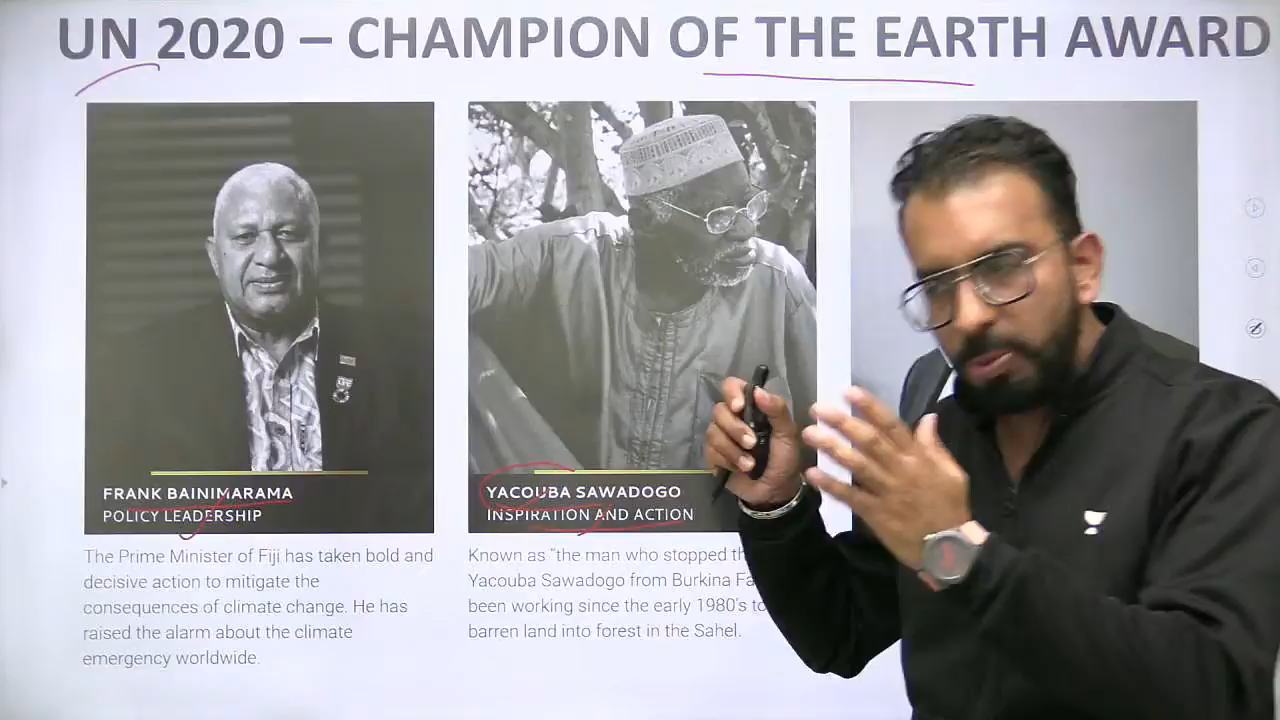 UN 2020 – CHAMPION OF THE EARTH AWARD
FRANK BAINIMARAMA
POLICY LEADERSHIP
The Prime Minister of Fiji has taken bold and
decisive action to mitigate the
consequences of climate change. He has
raised the alarm about the climate
emergency worldwide.
YACOUBA SAWADOGO
INSPIRATION AND ACTION
Known as "the man who stopped
Yacouba Sawadogo from Burkina
been working since the early 1980's to
barren land into forest in the Sahel.